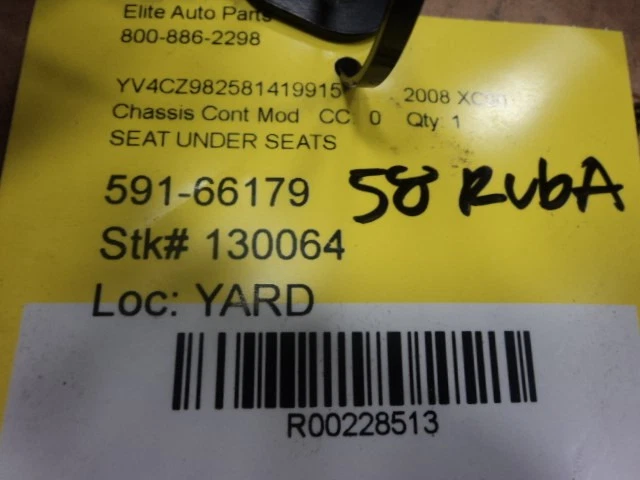 Elite Auto Parts
800-886-2298
YV4CZ982581419915 2008 XC90
Chassis Cont Mod CC: 0 Qty: 1
SEAT UNDER SEATS
591-66179 58 RubA
Stk# 130064
Loc: YARD
R00228513